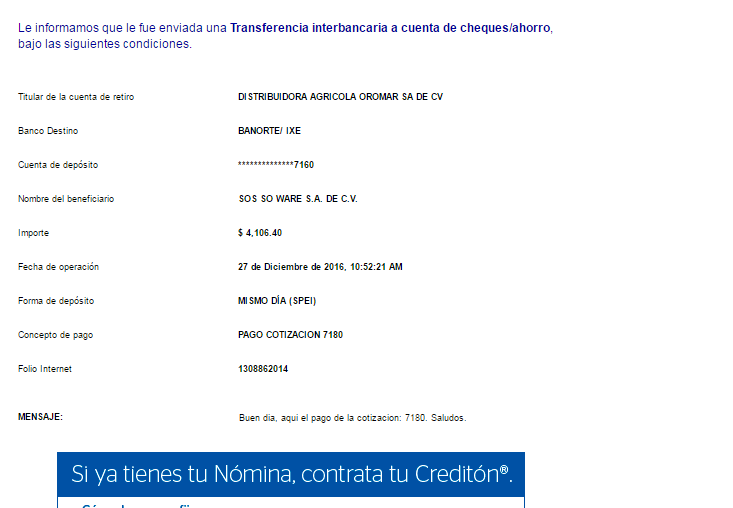 Le informamos que le fue enviada una Transferencia interbancaria a cuenta de cheques/ahorro,
bajo las siguientes condiciones.
Titular de la cuenta de retiro DISTRIBUIDORA AGRICOLA OROMAR SA DE CV
Banco Destino BANORTE/ IXE
Cuenta de depósito **************7160
Nombre del beneficiario SOS SO WARE S.A. DE C.V.
Importe $ 4,106.40
Fecha de operación 27 de Diciembre de 2016, 10:52:21 AM
Forma de depósito MISMO DÍA (SPEI)
Concepto de pago PAGO COTIZACION 7180
Folio Internet 1308862014
MENSAJE: Buen dia, aqui el pago de la cotizacion: 7180. Saludos.
Si ya tienes tu Nómina, contrata tu Creditón®.